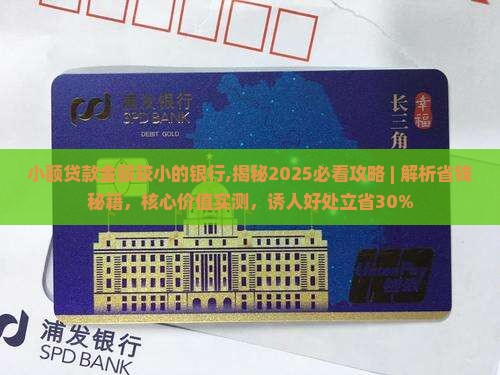 浦发银行
SPD BANK
DEBIT GOLD
幸福
长三角
小额贷款金额较小的银行,揭秘2025必看攻略 | 解析省钱
秘籍，核心价值实测，诱人好处立省30%
UnionPay
银联
浦发银行
SPD BANK